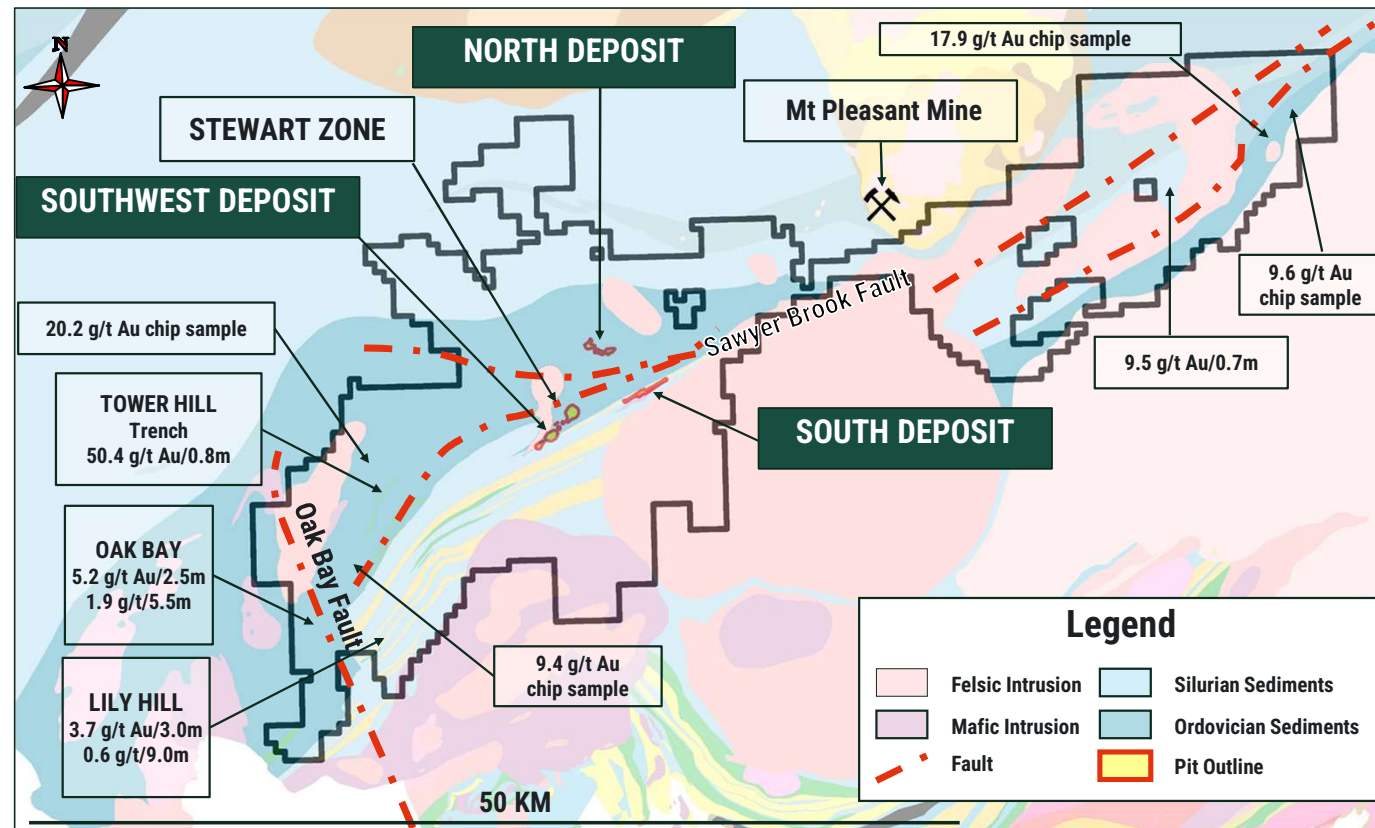 N
NORTH DEPOSIT
17.9 g/t Au chip sample
STEWART ZONE
Mt Pleasant Mine
SOUTHWEST DEPOSIT
9.6 g/t Au
chip sample
20.2 g/t Au chip sample
Sawyer Brook Fault
9.5 g/t Au/0.7m
TOWER HILL
Trench
50.4 g/t Au/0.8m
SOUTH DEPOSIT
OAK BAY
5.2 g/t Au/2.5m
1.9 g/t/5.5m
Oak Bay Fault
9.4 g/t Au
chip sample
LILY HILL
3.7 g/t Au/3.0m
0.6 g/t/9.0m
Legend
Felsic Intrusion
Silurian Sediments
Mafic Intrusion
Ordovician Sediments
Fault
Pit Outline
50 KM